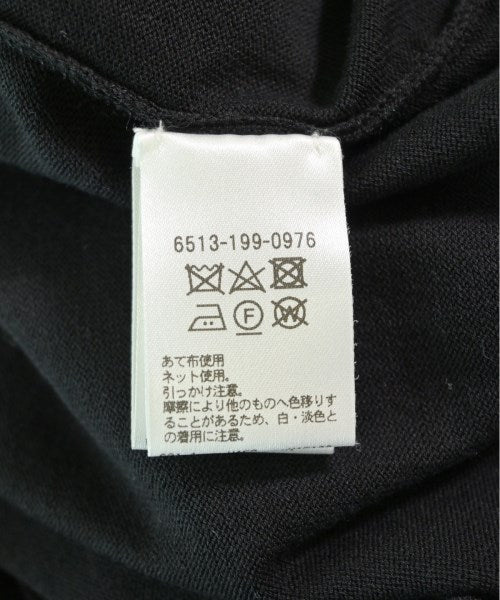 6513-199-0976
F W
あて布使用
ネット使用。
引っかけ注意。
摩擦により他のものへ色移りす
ることがあるため、白・淡色と
の着用に注意。